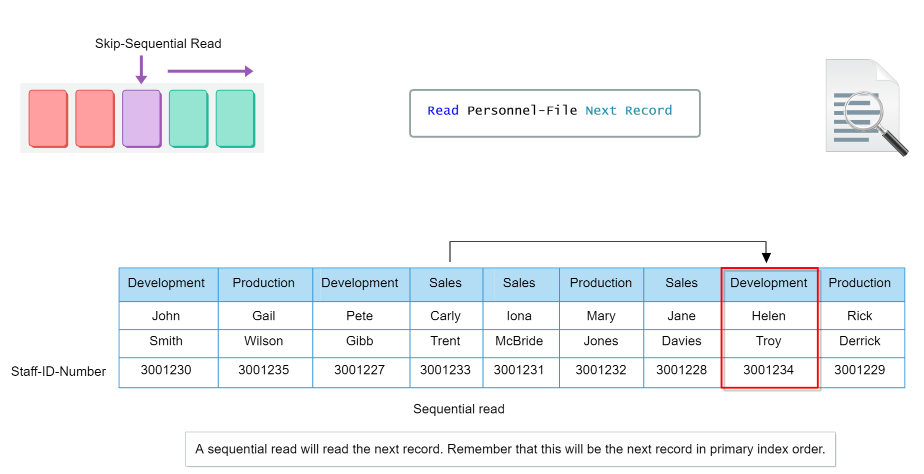 Skip-Sequential Read
Read Personnel-File Next Record
Development Production Development Sales Sales Production Sales Development Production
John Gail Pete Carly Iona Mary Jane Helen Rick
Smith Wilson Gibb Trent McBride Jones Davies Troy Derrick
Staff-ID-Number 3001230 3001235 3001227 3001233 3001231 3001232 3001228 3001234 3001229
Sequential read
A sequential read will read the next record. Remember that this will be the next record in primary index order.